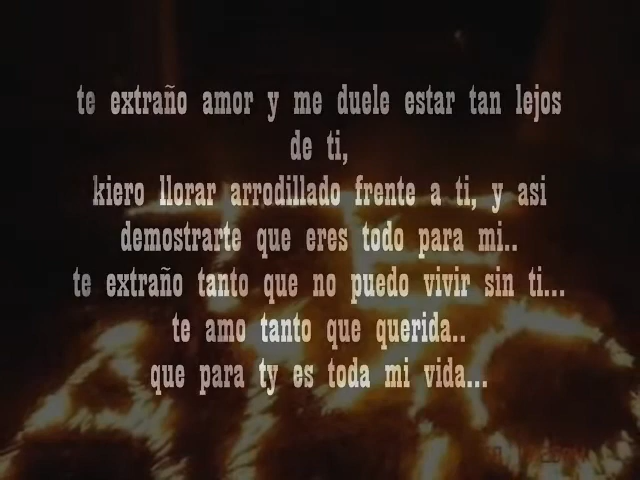 te extraño amor y me duele estar tan lejos
de ti,
kiero llorar arrodillado frente a ti, y asi
demostrarte que eres todo para mi..
te extraño tanto que no puedo vivir sin ti...
te amo tanto que querida..
que para ty es toda mi vida...
TE
AMO